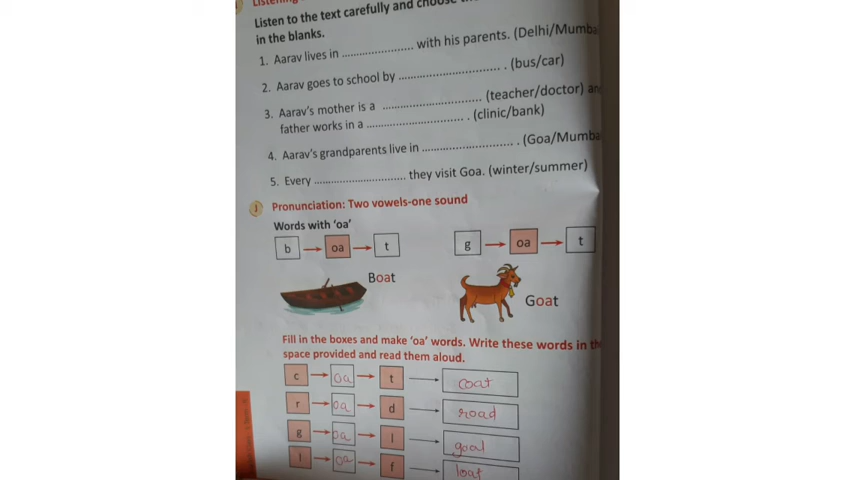 Listen to the text carefully and choose
in the blanks.
1. Aarav lives in .................... with his parents. (Delhi/Mumba
2. Aarav goes to school by ............................ . (bus/car)
3. Aarav's mother is a ............................ (teacher/doctor) an
father works in a ........................... . (clinic/bank)
4. Aarav's grandparents live in .......................... . (Goa/Mumba
5. Every ......................... they visit Goa. (winter/summer)
J Pronunciation: Two vowels-one sound
Words with 'oa'
b oa t g oa t
Boat
Goat
Fill in the boxes and make 'oa' words. Write these words in th
space provided and read them aloud.
c oa t coat
r oa d road
g oa l goal
l oa f loat